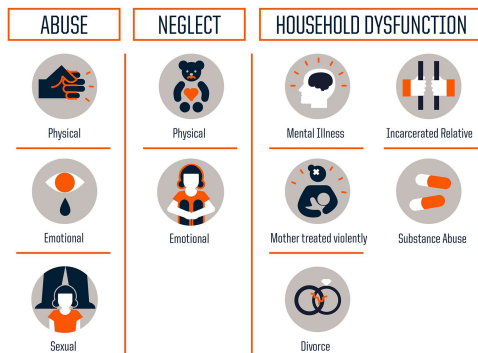 ABUSE
NEGLECT
HOUSEHOLD DYSFUNCTION
Physical
Physical
Mental Illness
Incarcerated Relative
Emotional
Emotional
Mother treated violently
Substance Abuse
Sexual
Divorce